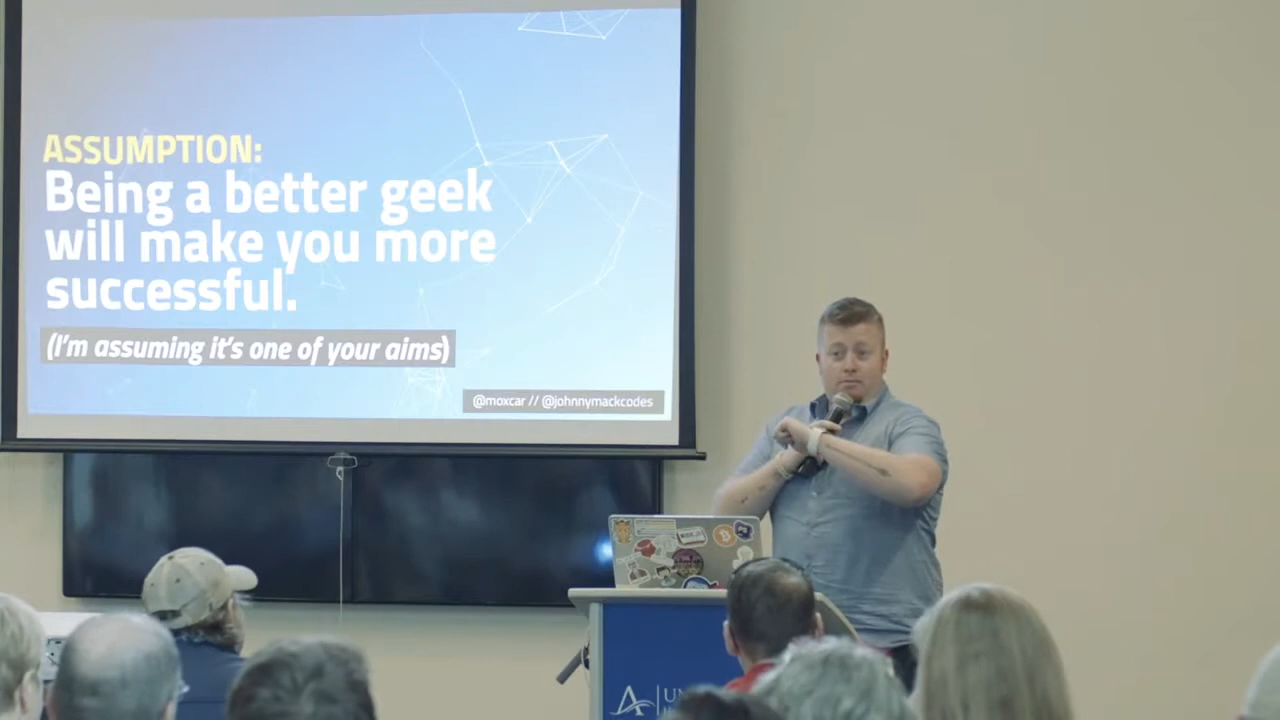 ASSUMPTION:
Being a better geek
will make you more
successful.
(I'm assuming it's one of your aims)
@moxcar // @johnnymackcodes